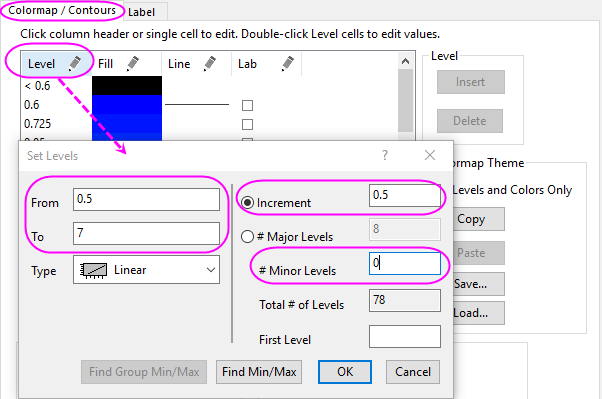 Colormap / Contours Label
Click column header or single cell to edit. Double-click Level cells to edit values.
Level Fill Line Lab
Level
< 0.6
Insert
0.6
0.725
Delete
Set Levels ? ×
ormap Theme
From 0.5
Increment 0.5
Levels and Colors Only
To 7
# Major Levels 8
Copy
Type Linear
# Minor Levels 0
Paste
Total # of Levels 78
Save...
First Level
Load...
Find Group Min/Max Find Min/Max OK Cancel